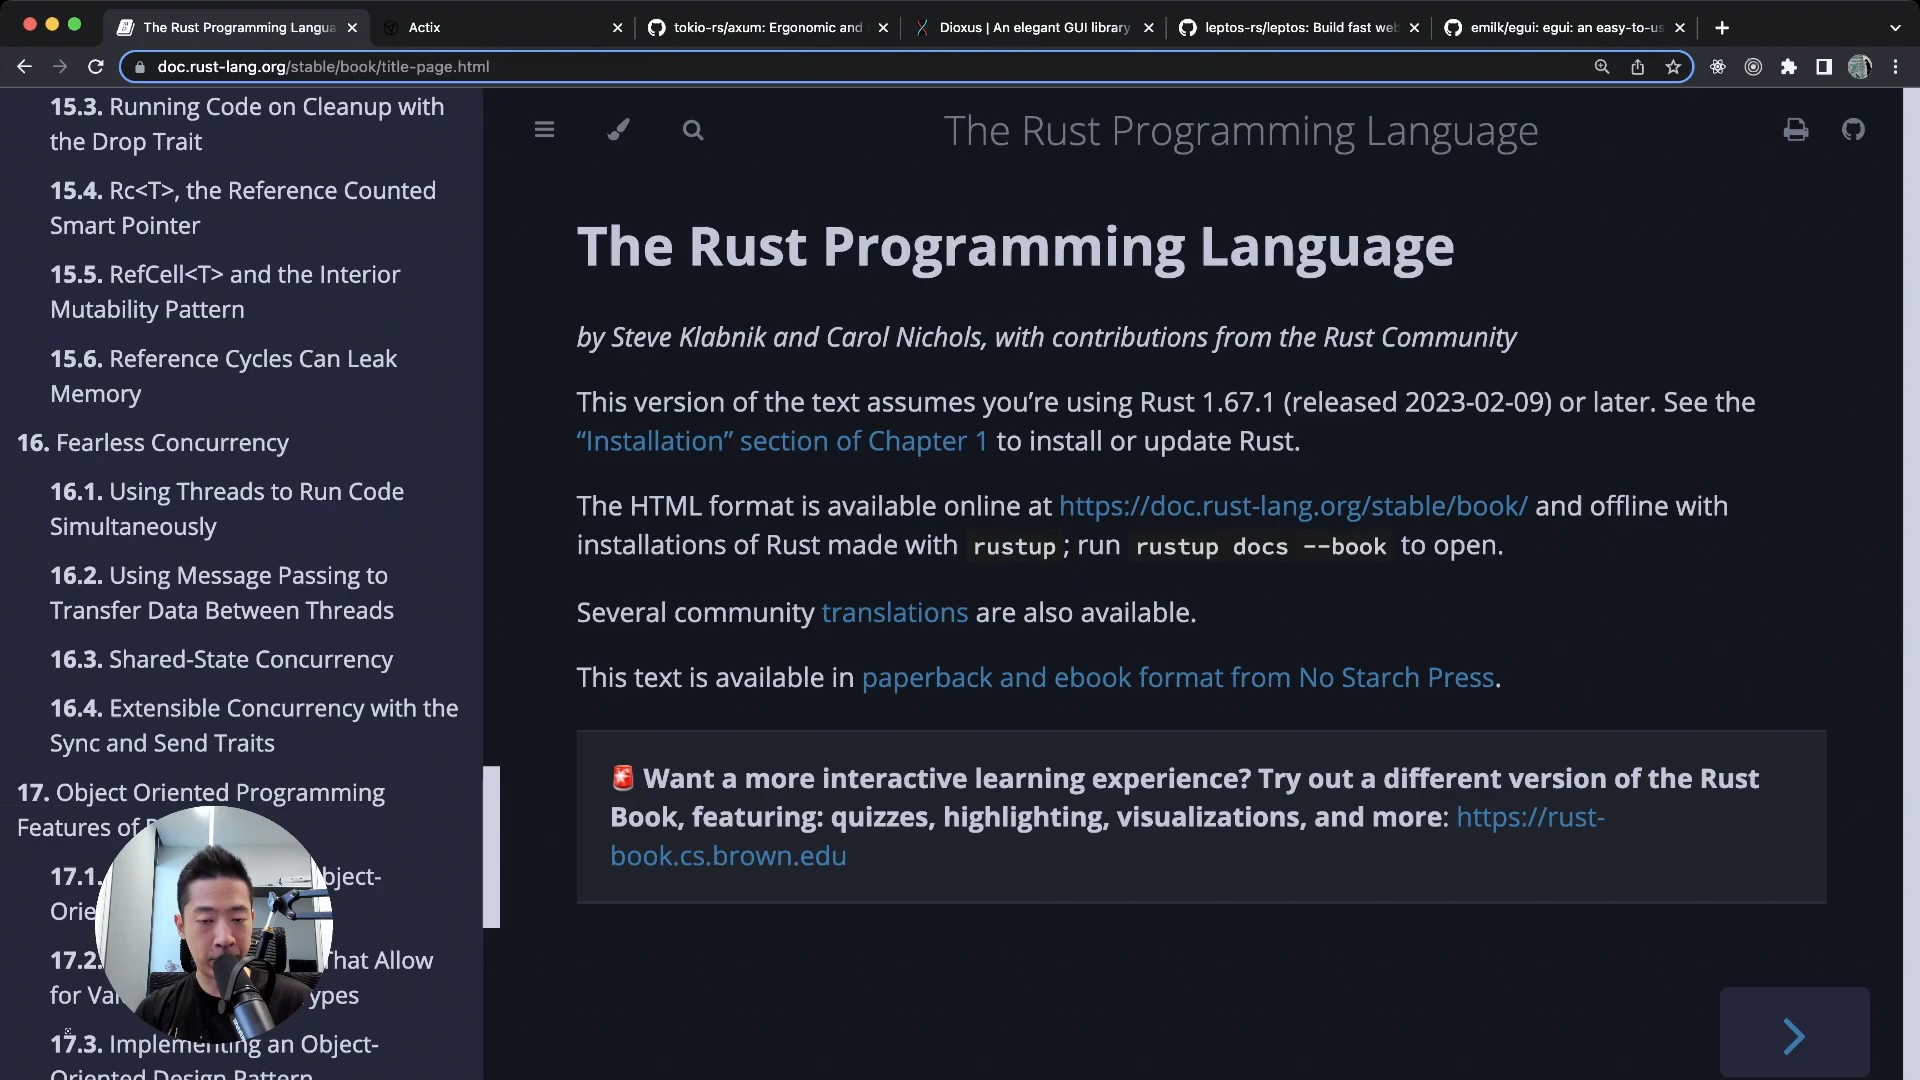 The Rust Programming Langua
Actix
tokio-rs/axum: Ergonomic and
Dioxus | An elegant GUI library
leptos-rs/leptos: Build fast web
emilk/egui: egui: an easy-to-us
doc.rust-lang.org/stable/book/title-page.html
15.3. Running Code on Cleanup with
the Drop Trait
15.4. Rc<T>, the Reference Counted
Smart Pointer
15.5. RefCell<T> and the Interior
Mutability Pattern
15.6. Reference Cycles Can Leak
Memory
16. Fearless Concurrency
16.1. Using Threads to Run Code
Simultaneously
16.2. Using Message Passing to
Transfer Data Between Threads
16.3. Shared-State Concurrency
16.4. Extensible Concurrency with the
Sync and Send Traits
17. Object Oriented Programming
Features of
17.1. bject-
Orie
17.2. That Allow
for Va ypes
17.3. Implementing an Object-
Oriented Design Pattern
The Rust Programming Language
The Rust Programming Language
by Steve Klabnik and Carol Nichols, with contributions from the Rust Community
This version of the text assumes you’re using Rust 1.67.1 (released 2023-02-09) or later. See the
“Installation” section of Chapter 1 to install or update Rust.
The HTML format is available online at https://doc.rust-lang.org/stable/book/ and offline with
installations of Rust made with rustup; run rustup docs --book to open.
Several community translations are also available.
This text is available in paperback and ebook format from No Starch Press.
🚨 Want a more interactive learning experience? Try out a different version of the Rust
Book, featuring: quizzes, highlighting, visualizations, and more: https://rust-
book.cs.brown.edu